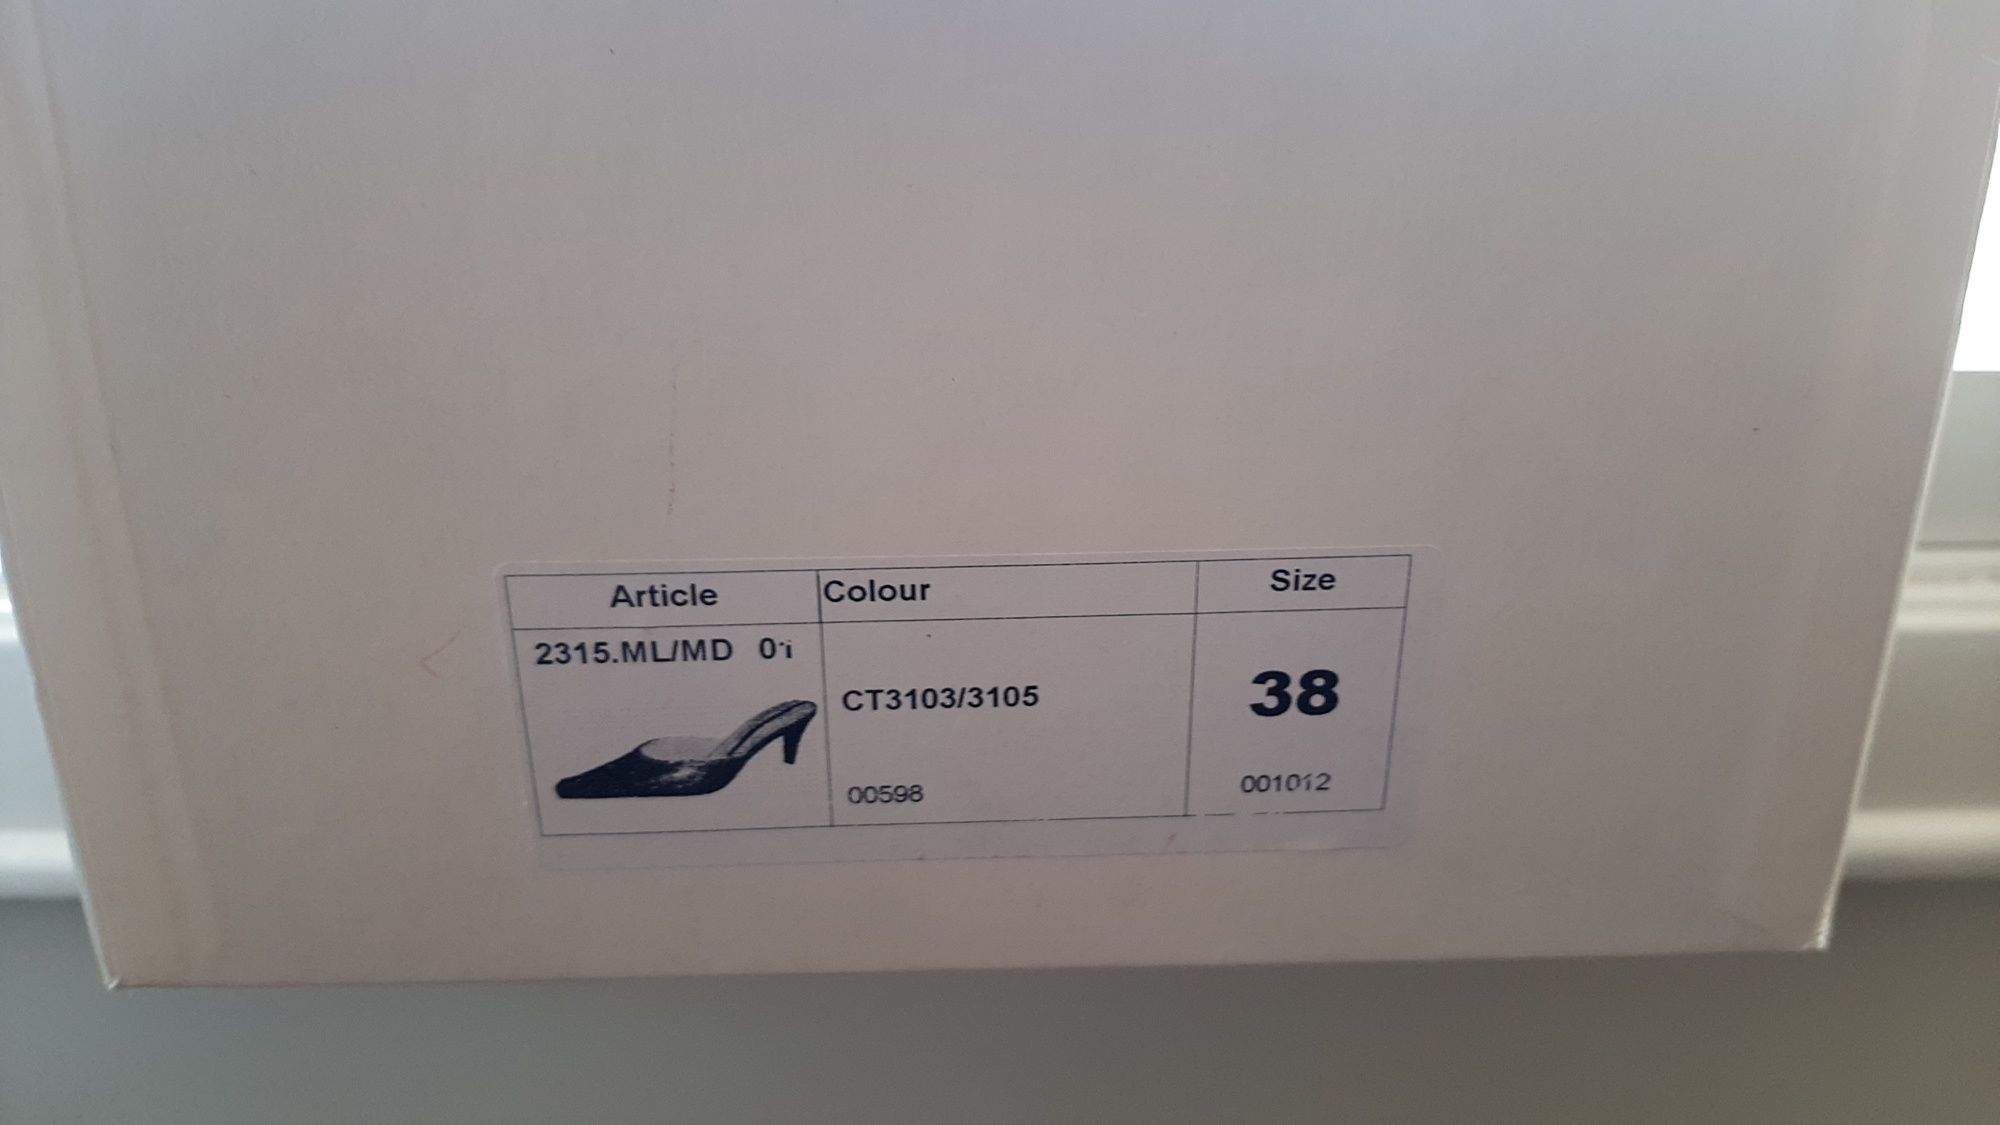 Article Colour Size
2315.ML/MD
CT3103/3105
38
00598
001012